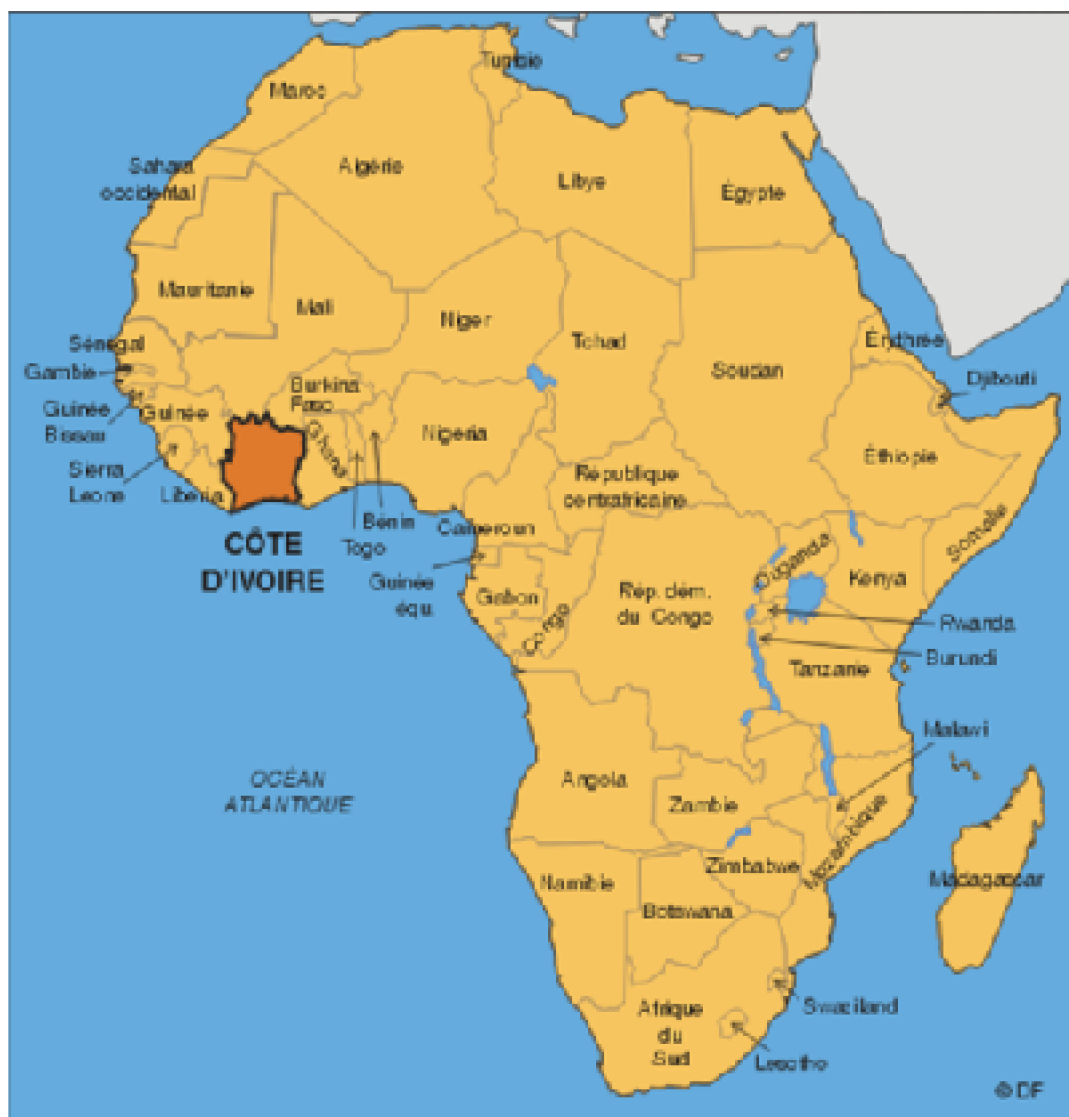 Tunisie
Maroc
Algérie
Sahara
occidental
Libye
Égypte
Mauritanie
Mali
Niger
Tchad
Soudan
Érythrée
Djibouti
Sénégal
Gambie
Guinée
Bissau
Guinée
Burkina
Faso
Ghana
Nigeria
Éthiopie
Sierra
Leone
Liberia
République
centrafricaine
Somalie
CÔTE
D'IVOIRE
Togo
Bénin
Cameroun
Guinée
équ.
Gabon
Congo
Rép. dém.
du Congo
Ouganda
Kenya
Rwanda
Burundi
Tanzanie
Malawi
OCÉAN
ATLANTIQUE
Angola
Zambie
Mozambique
Zimbabwe
Madagascar
Namibie
Botswana
Swaziland
Afrique
du
Sud
Lesotho
© DF